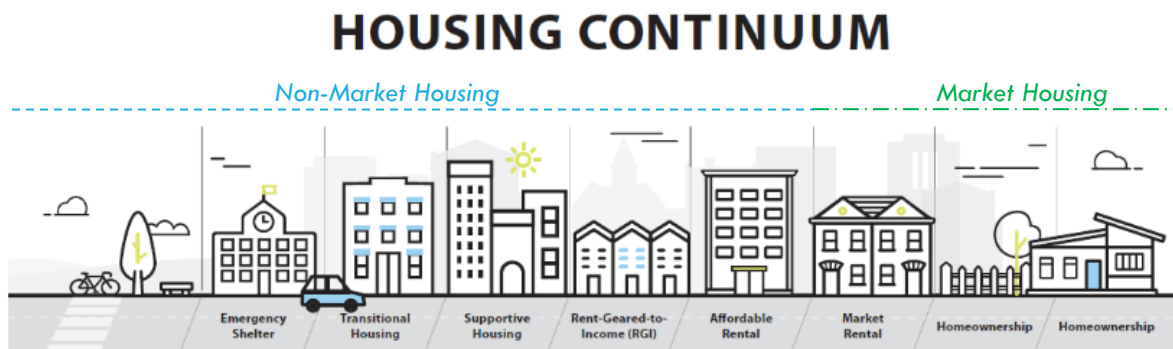 HOUSING CONTINUUM
Non-Market Housing
Market Housing
Emergency
Shelter
Transitional
Housing
Supportive
Housing
Rent-Geared-to-
Income (RGI)
Affordable
Rental
Market
Rental
Homeownership
Homeownership